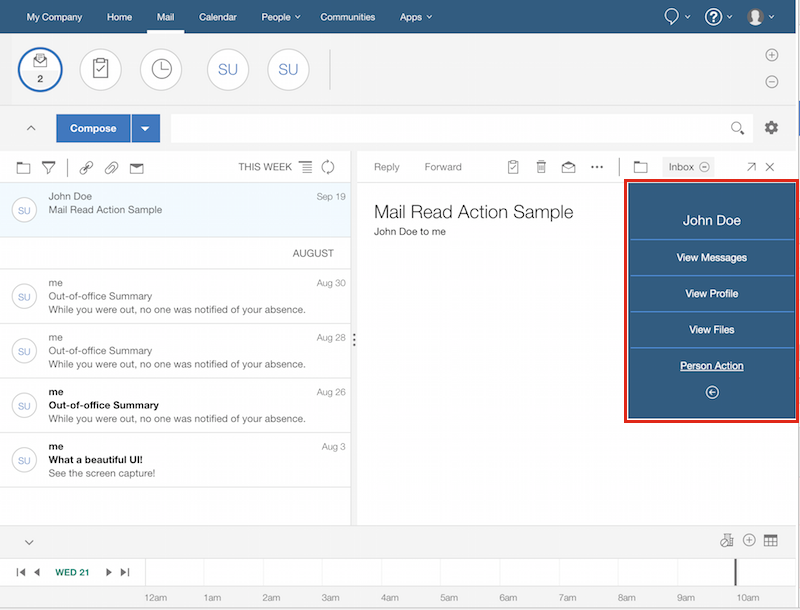 My Company Home Mail Calendar People Communities Apps
2 SU SU
Compose
THIS WEEK
Reply Forward Inbox
SU John Doe Sep 19
Mail Read Action Sample
AUGUST
SU me Aug 30
Out-of-office Summary
While you were out, no one was notified of your absence.
SU me Aug 28
Out-of-office Summary
While you were out, no one was notified of your absence.
SU me Aug 26
Out-of-office Summary
While you were out, no one was notified of your absence.
SU me Aug 3
What a beautiful UI!
See the screen capture!
Mail Read Action Sample
John Doe to me
John Doe
View Messages
View Profile
View Files
Person Action
WED 21
12am 1am 2am 3am 4am 5am 6am 7am 8am 9am 10am